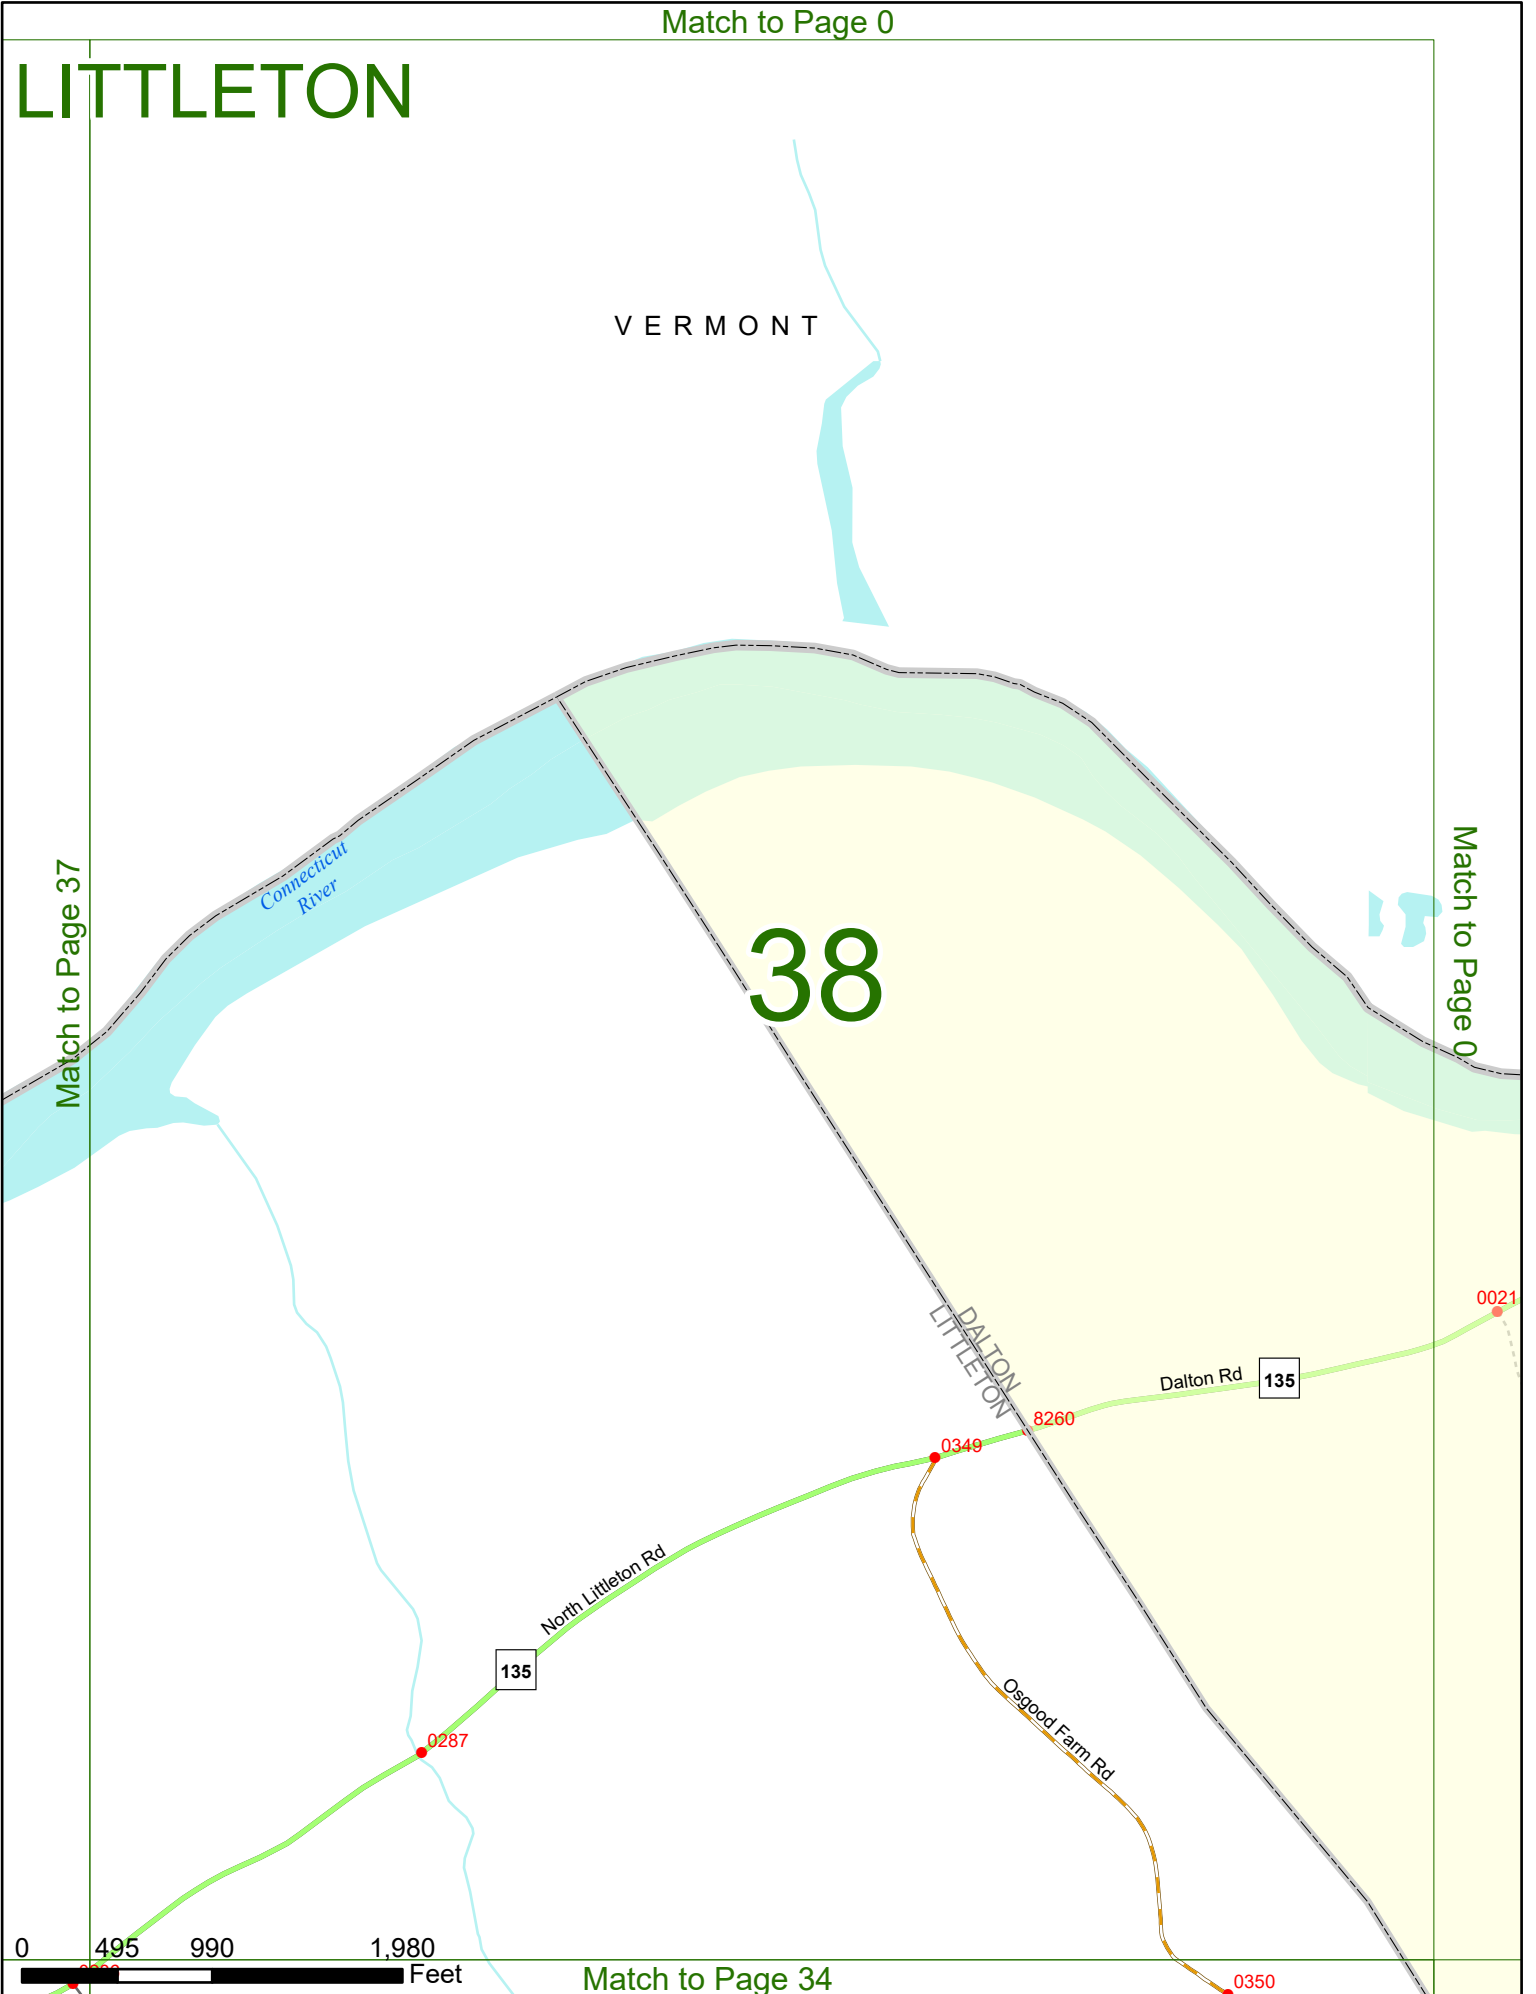 Match to Page 0
LITTLETON
VERMONT
Connecticut
River
Match to Page 37
38
Match to Page 0
0021
DALTON
LITTLETON
Dalton Rd
135
8260
0349
North Littleton Rd
135
Osgood Farm Rd
0287
0 495 990 1,980
Feet
Match to Page 34
0350